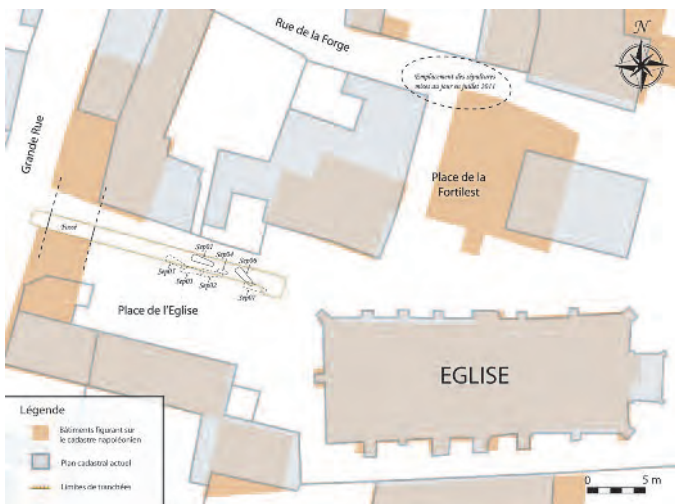 Rue de la Forge
N
Emplacement des sépultures
mises au jour en juillet 2011
Grande Rue
Place de la
Fortilest
Fossé
Sep04
Sep06
Sep03
Sep02
Sep07
Place de l'Eglise
EGLISE
Légende
Bâtiments figurant sur
le cadastre napoléonien
Plan cadastral actuel
Limites de tranchées
0 5 m